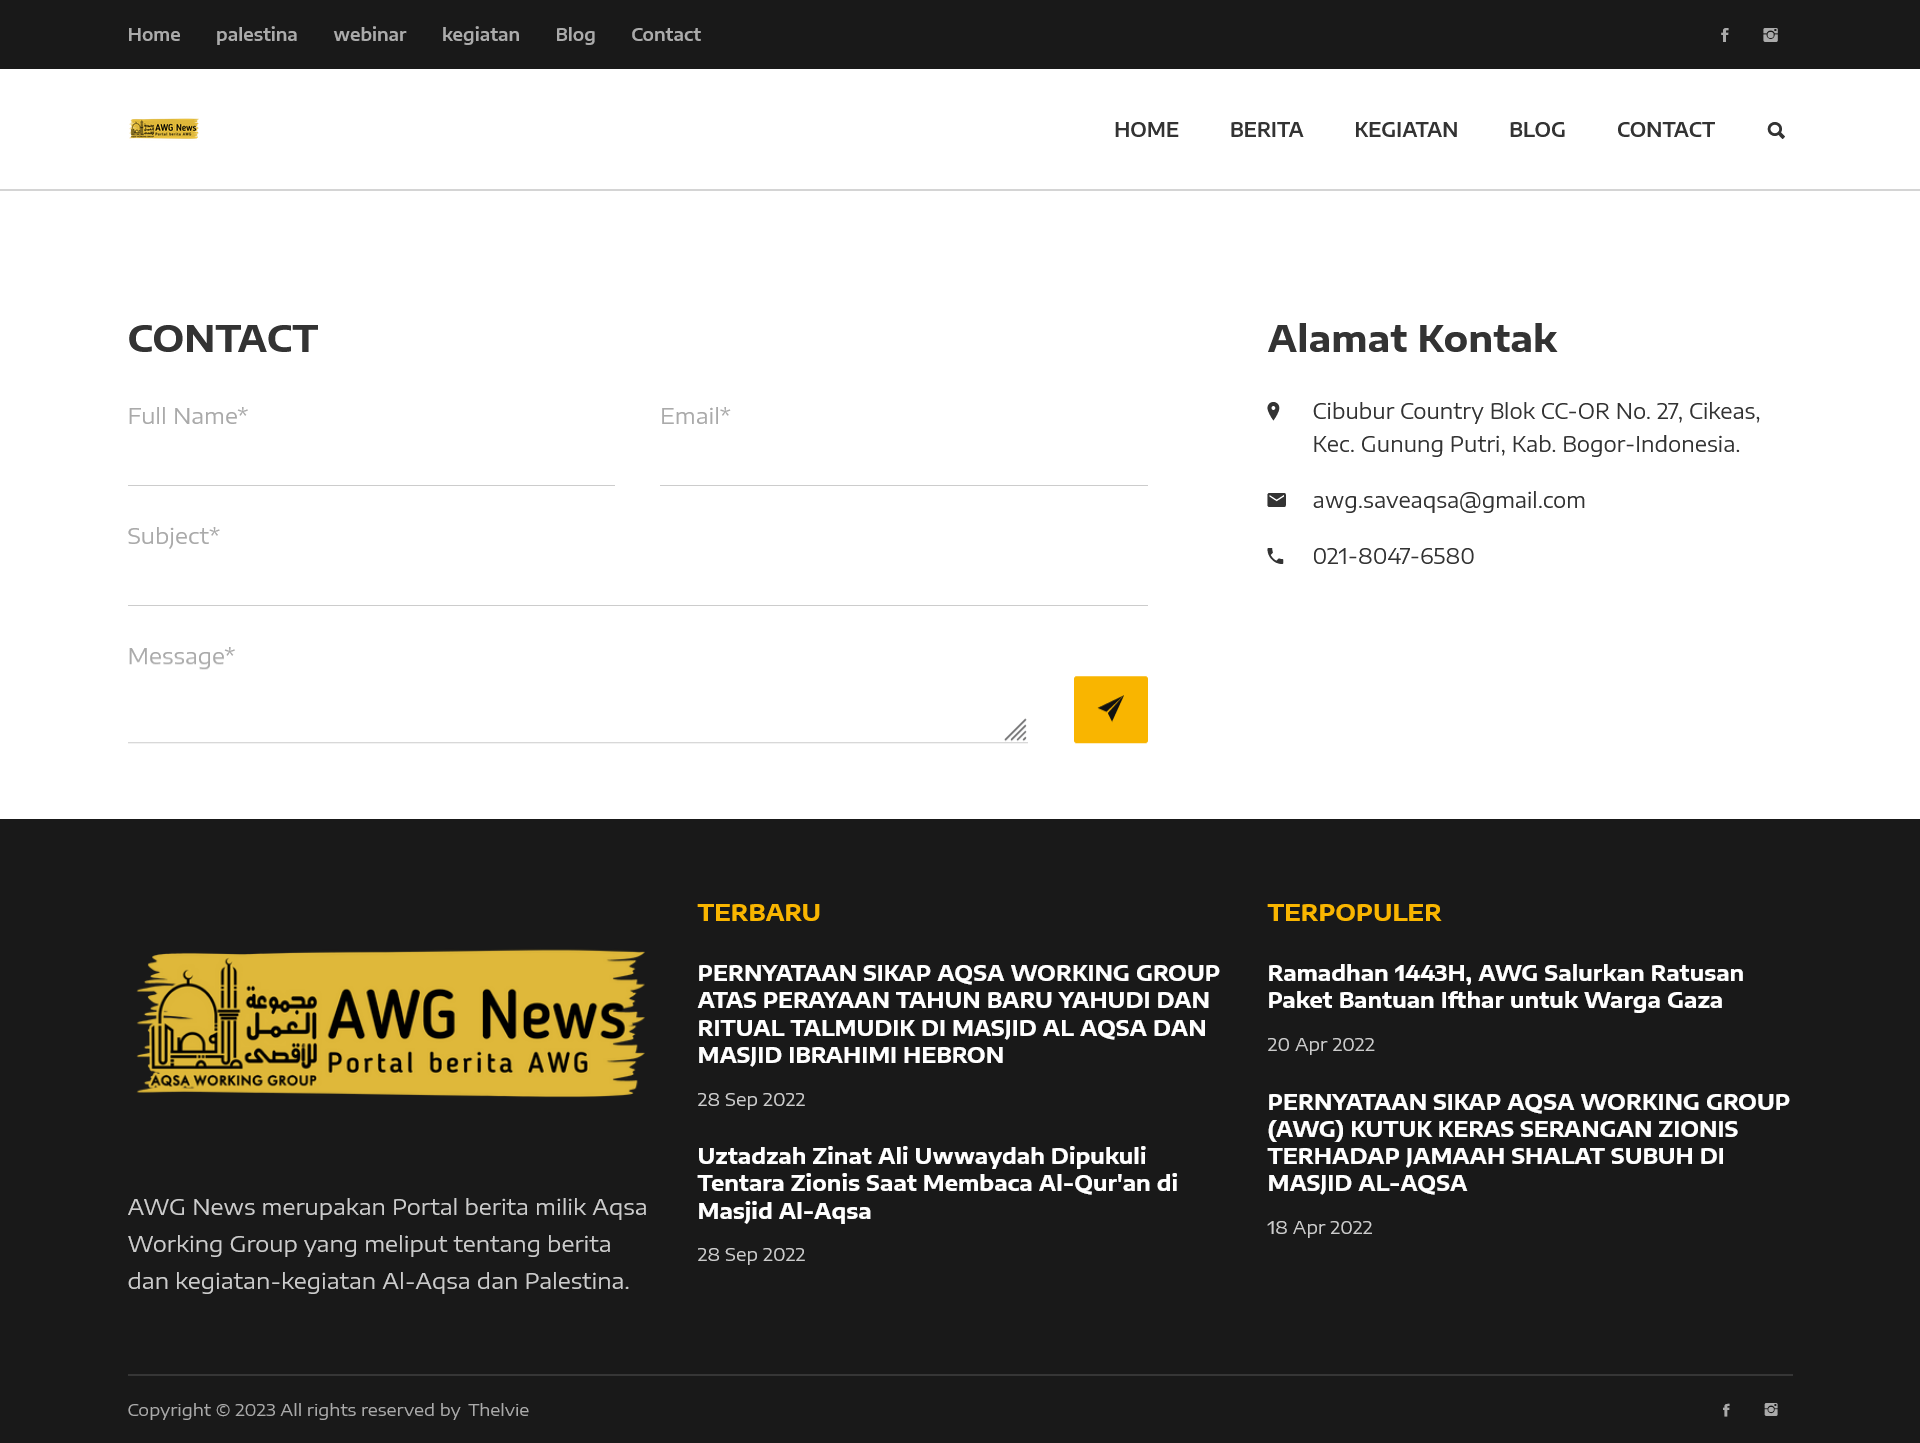 Home palestina webinar kegiatan Blog Contact
AWG News
HOME BERITA KEGIATAN BLOG CONTACT
CONTACT
Full Name* Email*
Subject*
Message*
Alamat Kontak
Cibubur Country Blok CC-OR No. 27, Cikeas,
Kec. Gunung Putri, Kab. Bogor-Indonesia.
awg.saveaqsa@gmail.com
021-8047-6580
مجموعة
العمل
للأقصى
AQSA WORKING GROUP
AWG News
Portal berita AWG
AWG News merupakan Portal berita milik Aqsa
Working Group yang meliput tentang berita
dan kegiatan-kegiatan Al-Aqsa dan Palestina.
TERBARU
PERNYATAAN SIKAP AQSA WORKING GROUP
ATAS PERAYAAN TAHUN BARU YAHUDI DAN
RITUAL TALMUDIK DI MASJID AL AQSA DAN
MASJID IBRAHIMI HEBRON
28 Sep 2022
Uztadzah Zinat Ali Uwwaydah Dipukuli
Tentara Zionis Saat Membaca Al-Qur'an di
Masjid Al-Aqsa
28 Sep 2022
TERPOPULER
Ramadhan 1443H, AWG Salurkan Ratusan
Paket Bantuan Ifthar untuk Warga Gaza
20 Apr 2022
PERNYATAAN SIKAP AQSA WORKING GROUP
(AWG) KUTUK KERAS SERANGAN ZIONIS
TERHADAP JAMAAH SHALAT SUBUH DI
MASJID AL-AQSA
18 Apr 2022
Copyright © 2023 All rights reserved by Thelvie